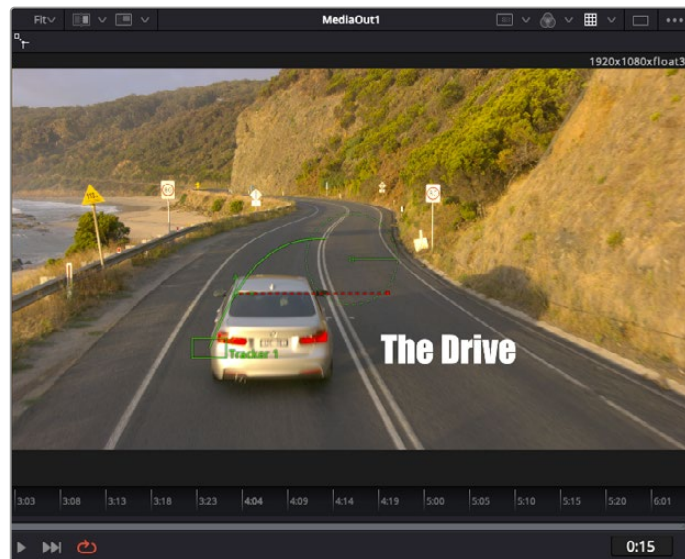 Fit MediaOut1
1920x1080xfloat3
Tracker 1
The Drive
3:03 3:08 3:13 3:18 3:23 4:04 4:09 4:14 4:19 5:00 5:05 5:10 5:15 5:20 6:01
0:15